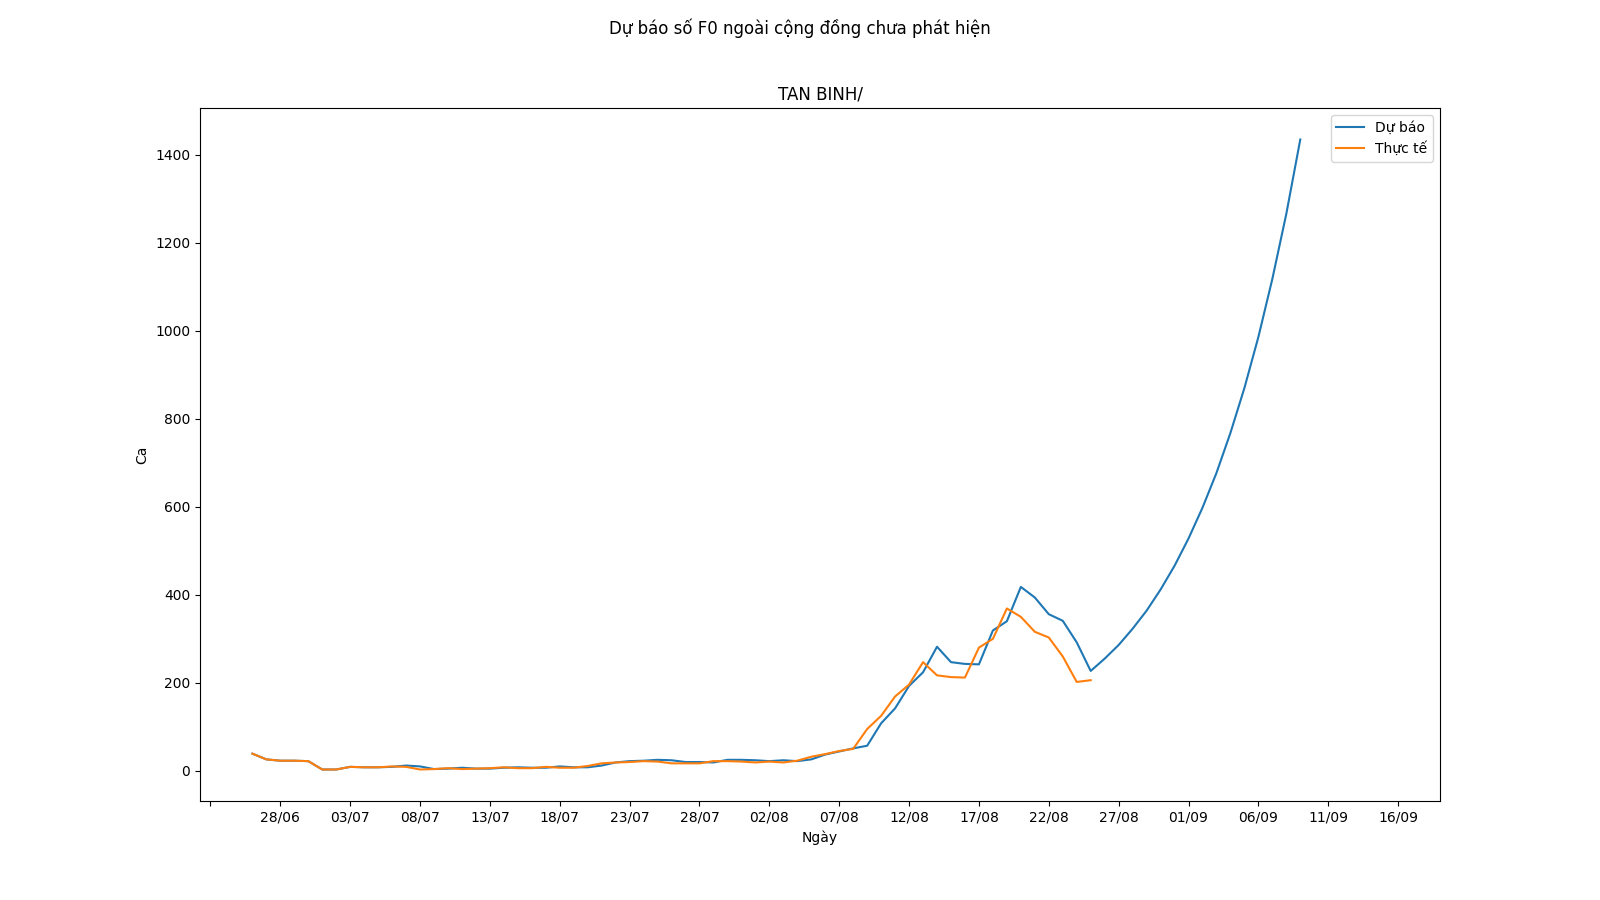 Dự báo số F0 ngoài cộng đồng chưa phát hiện
TAN BINH/
Dự báo
Thực tế
1400
1200
1000
800
600
400
200
0
Ca
28/06 03/07 08/07 13/07 18/07 23/07 28/07 02/08 07/08 12/08 17/08 22/08 27/08 01/09 06/09 11/09 16/09
Ngày